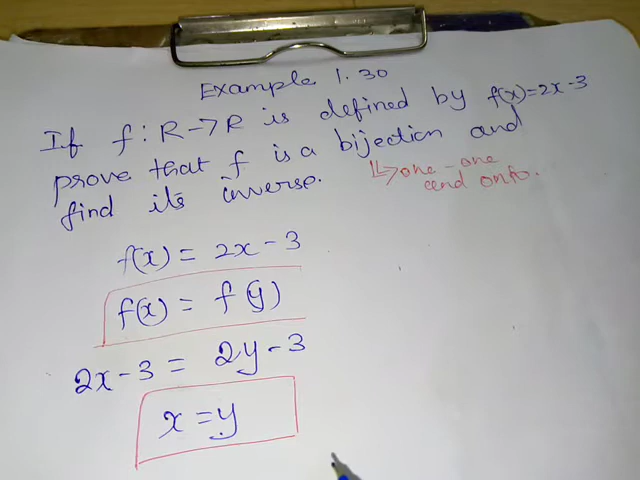 Example 1.30
If f : R → R is defined by f(x)=2x-3
prove that f is a bijection and
find its inverse.
↳ one-one
and onto.
f(x) = 2x - 3
f(x) = f(y)
2x - 3 = 2y - 3
x = y